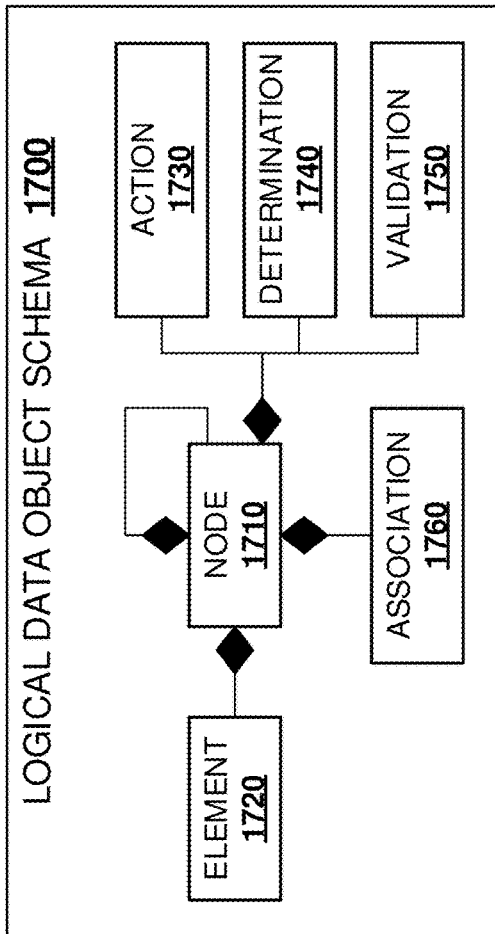 LOGICAL DATA OBJECT SCHEMA 1700
ELEMENT
1720
NODE
1710
ACTION
1730
DETERMINATION
1740
VALIDATION
1750
ASSOCIATION
1760